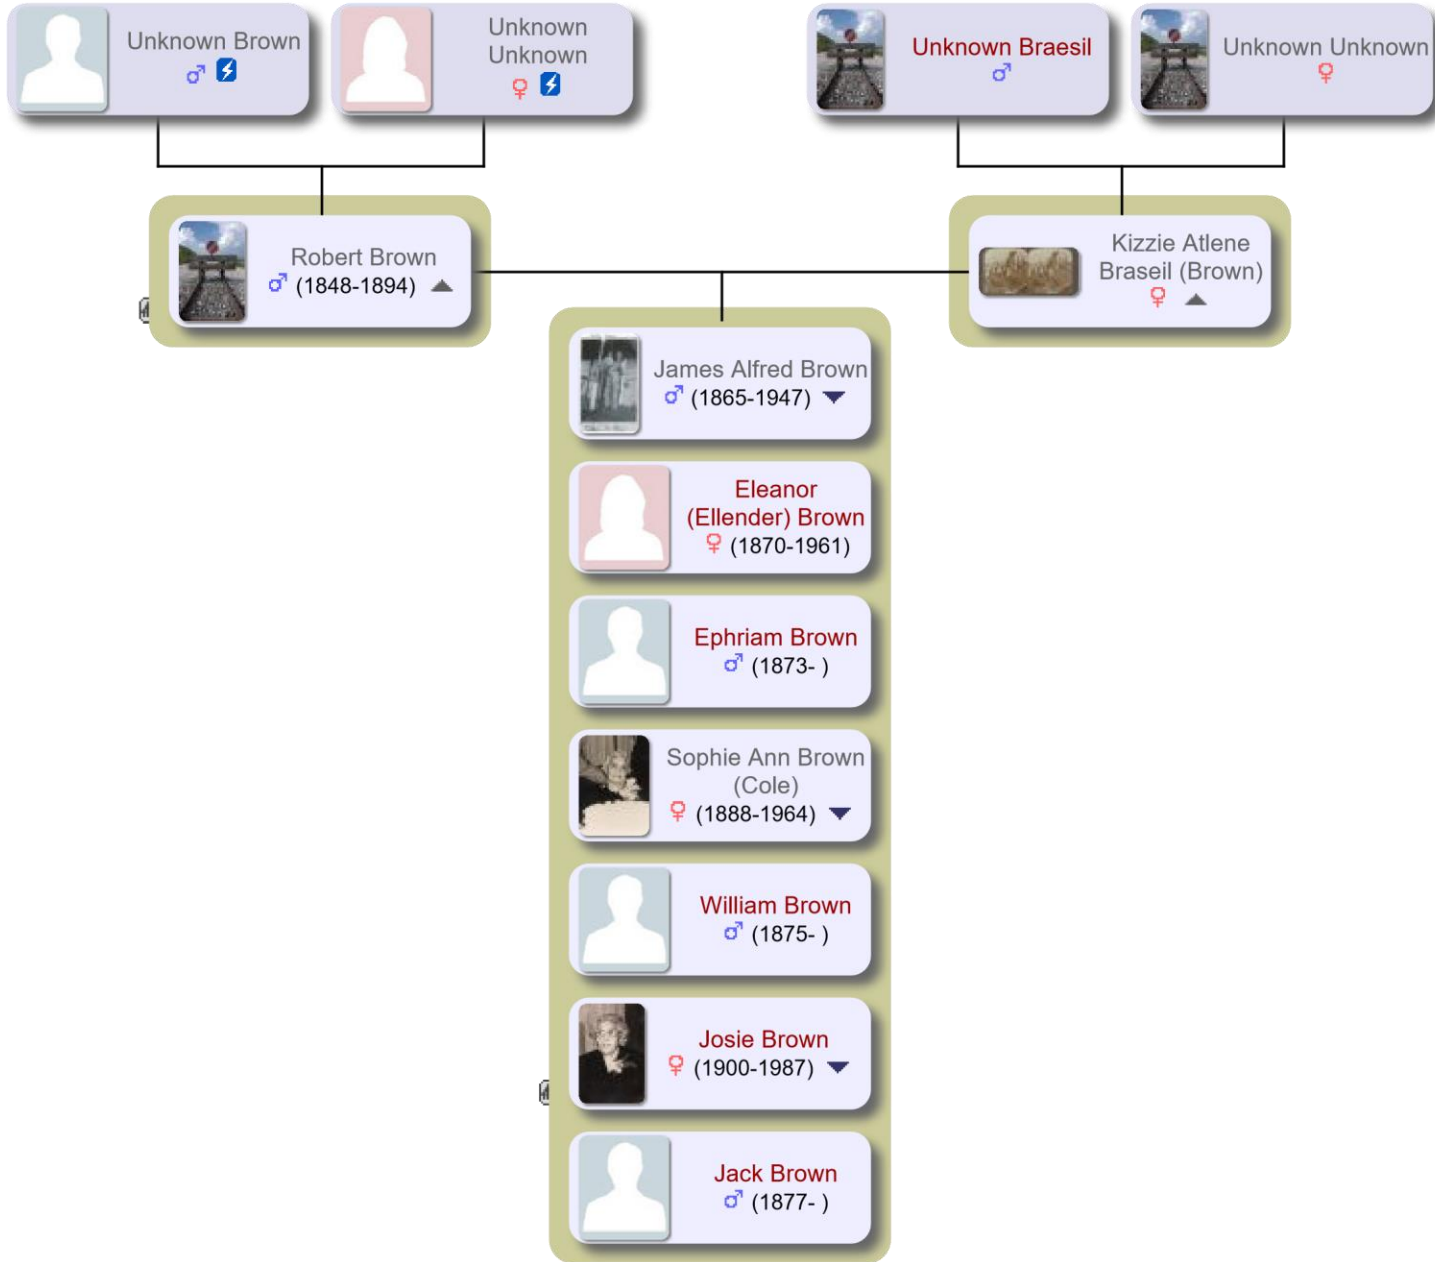 Unknown Brown
Unknown
Unknown
Unknown Braesil
Unknown Unknown
Robert Brown
(1848-1894)
Kizzie Atlene
Braseil (Brown)
James Alfred Brown
(1865-1947)
Eleanor
(Ellender) Brown
(1870-1961)
Ephriam Brown
(1873- )
Sophie Ann Brown
(Cole)
(1888-1964)
William Brown
(1875- )
Josie Brown
(1900-1987)
Jack Brown
(1877- )